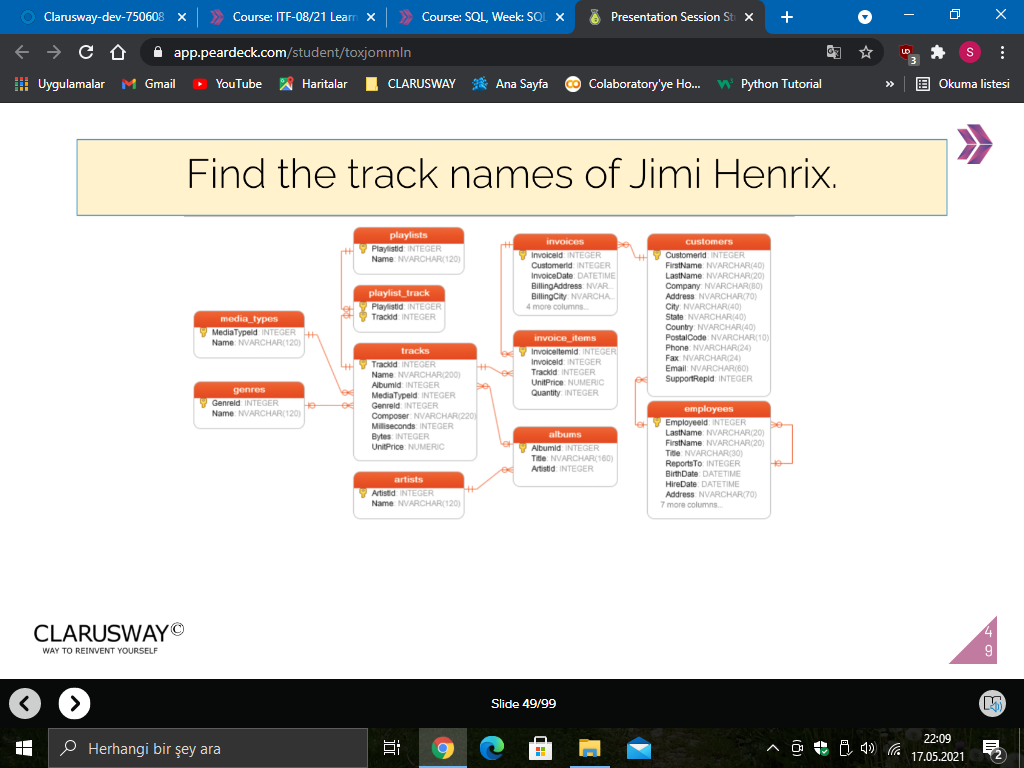 Clarusway-dev-750608
Course: ITF-08/21 Learn
Course: SQL, Week: SQL
Presentation Session St
app.peardeck.com/student/toxjommln
3
S
Uygulamalar
Gmail
YouTube
Haritalar
CLARUSWAY
Ana Sayfa
Colaboratory'ye Ho...
Python Tutorial
»
Okuma listesi
Find the track names of Jimi Henrix.
playlists
PlaylistId: INTEGER
Name: NVARCHAR(120)
playlist_track
PlaylistId: INTEGER
TrackId: INTEGER
media_types
MediaTypeId: INTEGER
Name: NVARCHAR(120)
genres
GenreId: INTEGER
Name: NVARCHAR(120)
tracks
TrackId: INTEGER
Name: NVARCHAR(200)
AlbumId: INTEGER
MediaTypeId: INTEGER
GenreId: INTEGER
Composer: NVARCHAR(220)
Milliseconds: INTEGER
Bytes: INTEGER
UnitPrice: NUMERIC
artists
ArtistId: INTEGER
Name: NVARCHAR(120)
invoices
InvoiceId: INTEGER
CustomerId: INTEGER
InvoiceDate: DATETIME
BillingAddress: NVAR...
BillingCity: NVARCHA...
4 more columns...
invoice_items
InvoiceItemId: INTEGER
InvoiceId: INTEGER
TrackId: INTEGER
UnitPrice: NUMERIC
Quantity: INTEGER
albums
AlbumId: INTEGER
Title: NVARCHAR(160)
ArtistId: INTEGER
customers
CustomerId: INTEGER
FirstName: NVARCHAR(40)
LastName: NVARCHAR(20)
Company: NVARCHAR(80)
Address: NVARCHAR(70)
City: NVARCHAR(40)
State: NVARCHAR(40)
Country: NVARCHAR(40)
PostalCode: NVARCHAR(10)
Phone: NVARCHAR(24)
Fax: NVARCHAR(24)
Email: NVARCHAR(60)
SupportRepId: INTEGER
employees
EmployeeId: INTEGER
LastName: NVARCHAR(20)
FirstName: NVARCHAR(20)
Title: NVARCHAR(30)
ReportsTo: INTEGER
BirthDate: DATETIME
HireDate: DATETIME
Address: NVARCHAR(70)
7 more columns...
CLARUSWAY©
WAY TO REINVENT YOURSELF
4
9
Slide 49/99
Herhangi bir şey ara
22:09
17.05.2021
2